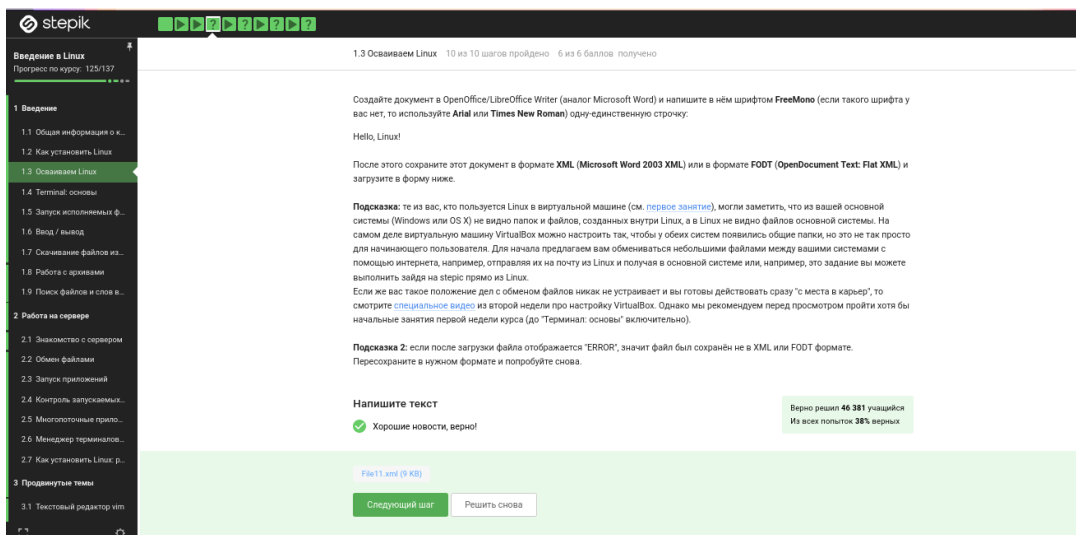 stepik
Введение в Linux
Прогресс по курсу: 125/137
1 Введение
1.1 Общая информация о к...
1.2 Как установить Linux
1.3 Осваиваем Linux
1.4 Terminal: основы
1.5 Запуск исполняемых ф...
1.6 Ввод / вывод
1.7 Скачивание файлов из...
1.8 Работа с архивами
1.9 Поиск файлов и слов в...
2 Работа на сервере
2.1 Знакомство с сервером
2.2 Обмен файлами
2.3 Запуск приложений
2.4 Контроль запускаемых...
2.5 Многопоточные прило...
2.6 Менеджер терминалов...
2.7 Как установить Linux: р...
3 Продвинутые темы
3.1 Текстовый редактор vim
1.3 Осваиваем Linux 10 из 10 шагов пройдено 6 из 6 баллов получено
Создайте документ в OpenOffice/LibreOffice Writer (аналог Microsoft Word) и напишите в нём шрифтом FreeMono (если такого шрифта у
вас нет, то используйте Arial или Times New Roman) одну-единственную строчку:
Hello, Linux!
После этого сохраните этот документ в формате XML (Microsoft Word 2003 XML) или в формате FODT (OpenDocument Text: Flat XML) и
загрузите в форму ниже.
Подсказка: те из вас, кто пользуется Linux в виртуальной машине (см. первое занятие), могли заметить, что из вашей основной
системы (Windows или OS X) не видно папок и файлов, созданных внутри Linux, а в Linux не видно файлов основной системы. На
самом деле виртуальную машину VirtualBox можно настроить так, чтобы у обеих систем появились общие папки, но это не так просто
для начинающего пользователя. Для начала предлагаем вам обмениваться небольшими файлами между вашими системами с
помощью интернета, например, отправляя их на почту из Linux и получая в основной системе или, например, это задание вы можете
выполнить зайдя на stepic прямо из Linux.
Если же вас такое положение дел с обменом файлов никак не устраивает и вы готовы действовать сразу "с места в карьер", то
смотрите специальное видео из второй недели про настройку VirtualBox. Однако мы рекомендуем перед просмотром пройти хотя бы
начальные занятия первой недели курса (до "Терминал: основы" включительно).
Подсказка 2: если после загрузки файла отображается "ERROR", значит файл был сохранён не в XML или FODT формате.
Пересохраните в нужном формате и попробуйте снова.
Напишите текст
Хорошие новости, верно!
Верно решил 46 381 учащийся
Из всех попыток 38% верных
File11.xml (9 KB)
Следующий шаг
Решить снова